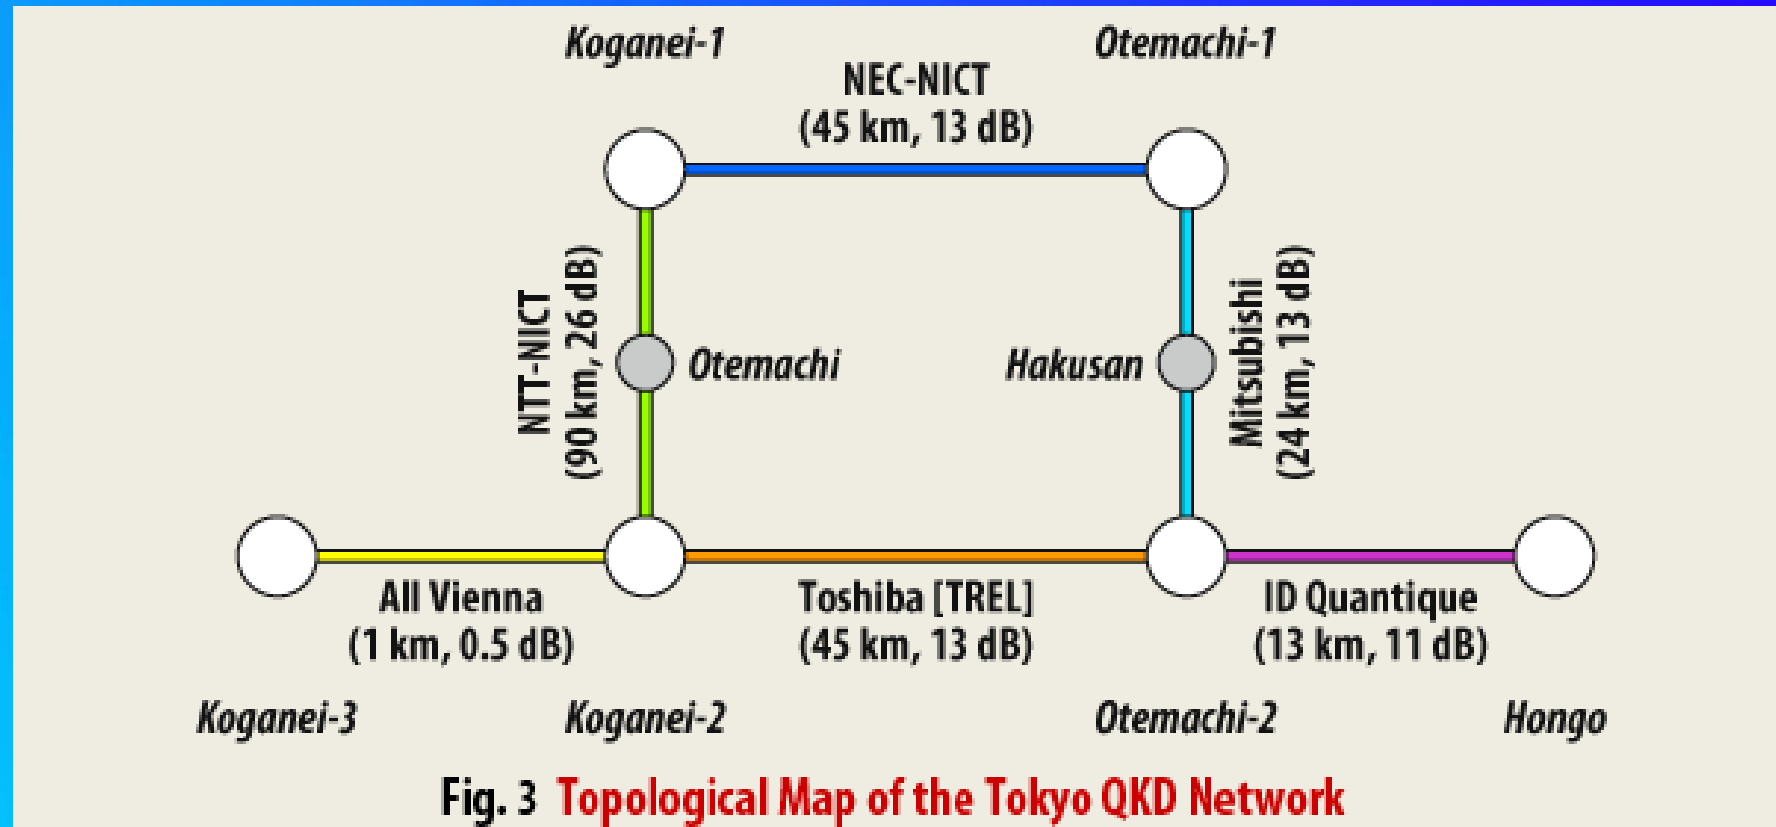 Koganei-1
Otemachi-1
NEC-NICT
(45 km, 13 dB)
NTT-NICT
(90 km, 26 dB)
Otemachi
Hakusan
Mitsubishi
(24 km, 13 dB)
All Vienna
(1 km, 0.5 dB)
Toshiba [TREL]
(45 km, 13 dB)
ID Quantique
(13 km, 11 dB)
Koganei-3
Koganei-2
Otemachi-2
Hongo
Fig. 3 Topological Map of the Tokyo QKD Network